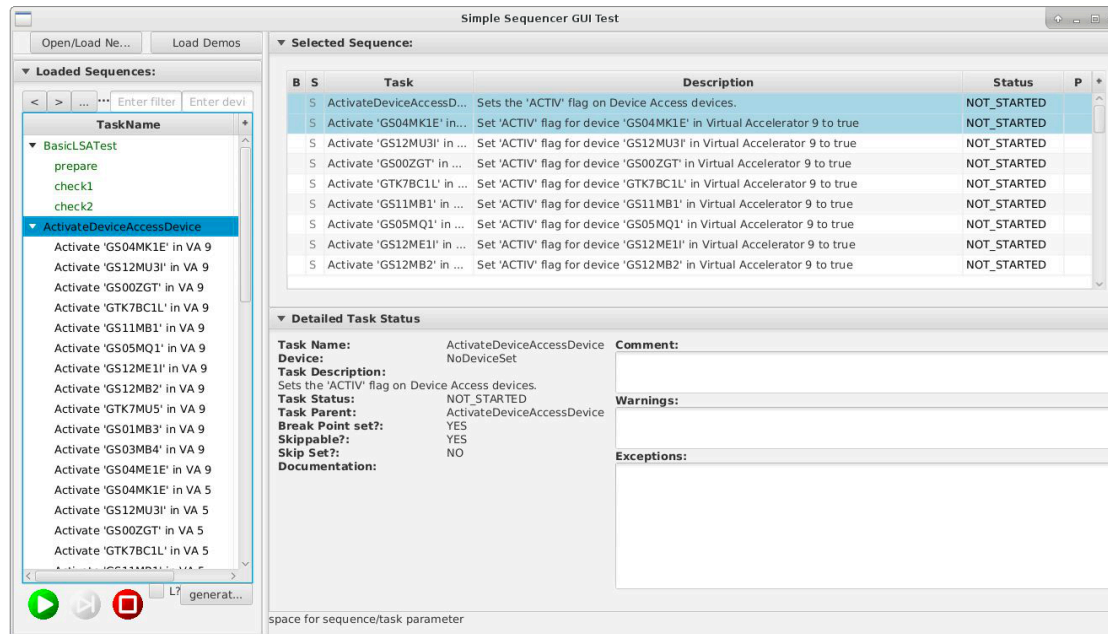 Simple Sequencer GUI Test
Open/Load Ne... Load Demos
Loaded Sequences:
< > ... ... Enter filter Enter devi
TaskName +
BasicLSATest
prepare
check1
check2
ActivateDeviceAccessDevice
Activate 'GS04MK1E' in VA 9
Activate 'GS12MU3I' in VA 9
Activate 'GS00ZGT' in VA 9
Activate 'GTK7BC1L' in VA 9
Activate 'GS11MB1' in VA 9
Activate 'GS05MQ1' in VA 9
Activate 'GS12ME1I' in VA 9
Activate 'GS12MB2' in VA 9
Activate 'GTK7MU5' in VA 9
Activate 'GS01MB3' in VA 9
Activate 'GS03MB4' in VA 9
Activate 'GS04ME1E' in VA 9
Activate 'GS04MK1E' in VA 5
Activate 'GS12MU3I' in VA 5
Activate 'GS00ZGT' in VA 5
Activate 'GTK7BC1L' in VA 5
L? generat...
Selected Sequence:
B S Task Description Status P +
S ActivateDeviceAccessD... Sets the 'ACTIV' flag on Device Access devices. NOT_STARTED
S Activate 'GS04MK1E' in... Set 'ACTIV' flag for device 'GS04MK1E' in Virtual Accelerator 9 to true NOT_STARTED
S Activate 'GS12MU3I' in ... Set 'ACTIV' flag for device 'GS12MU3I' in Virtual Accelerator 9 to true NOT_STARTED
S Activate 'GS00ZGT' in ... Set 'ACTIV' flag for device 'GS00ZGT' in Virtual Accelerator 9 to true NOT_STARTED
S Activate 'GTK7BC1L' in ... Set 'ACTIV' flag for device 'GTK7BC1L' in Virtual Accelerator 9 to true NOT_STARTED
S Activate 'GS11MB1' in ... Set 'ACTIV' flag for device 'GS11MB1' in Virtual Accelerator 9 to true NOT_STARTED
S Activate 'GS05MQ1' in ... Set 'ACTIV' flag for device 'GS05MQ1' in Virtual Accelerator 9 to true NOT_STARTED
S Activate 'GS12ME1I' in ... Set 'ACTIV' flag for device 'GS12ME1I' in Virtual Accelerator 9 to true NOT_STARTED
S Activate 'GS12MB2' in ... Set 'ACTIV' flag for device 'GS12MB2' in Virtual Accelerator 9 to true NOT_STARTED
Detailed Task Status
Task Name: ActivateDeviceAccessDevice
Device: NoDeviceSet
Task Description:
Sets the 'ACTIV' flag on Device Access devices.
Task Status: NOT_STARTED
Task Parent: ActivateDeviceAccessDevice
Break Point set?: YES
Skippable?: YES
Skip Set?: NO
Documentation:
Comment:
Warnings:
Exceptions:
space for sequence/task parameter